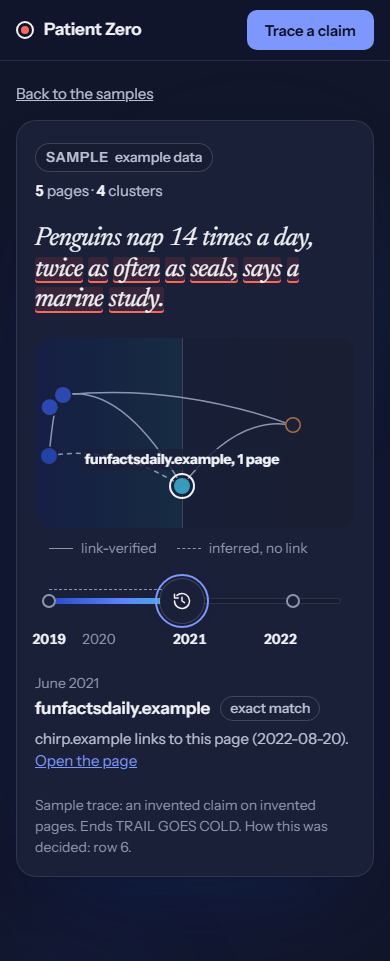 Patient Zero
Trace a claim
Back to the samples
SAMPLE example data
5 pages · 4 clusters
Penguins nap 14 times a day,
twice as often as seals, says a
marine study.
funfactsdaily.example, 1 page
link-verified
inferred, no link
2019 2020 2021 2022
June 2021
funfactsdaily.example exact match
chirp.example links to this page (2022-08-20).
Open the page
Sample trace: an invented claim on invented
pages. Ends TRAIL GOES COLD. How this was
decided: row 6.